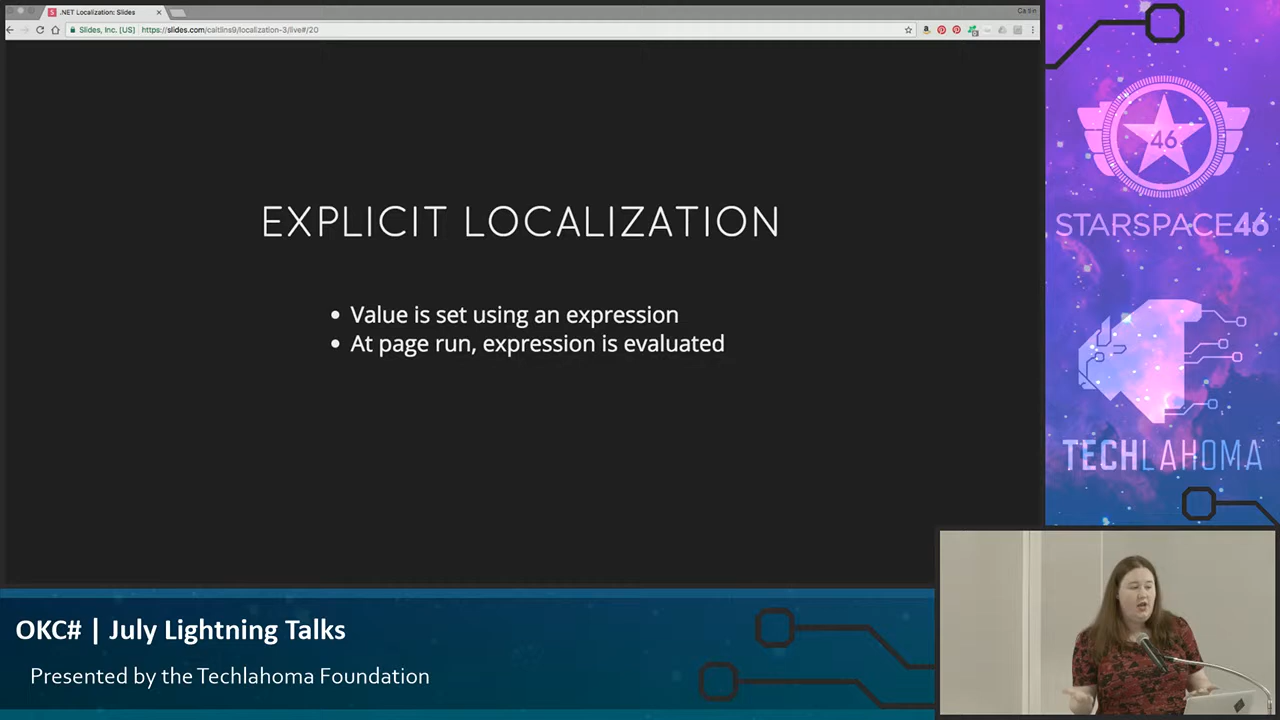 .NET Localization: Slides
Caitlin
Slides, Inc. [US]
https://slides.com/caitlins9/localization-3/live#/20
EXPLICIT LOCALIZATION
• Value is set using an expression
• At page run, expression is evaluated
46
STARSPACE46
TECHLAHOMA
OKC# | July Lightning Talks
Presented by the Techlahoma Foundation